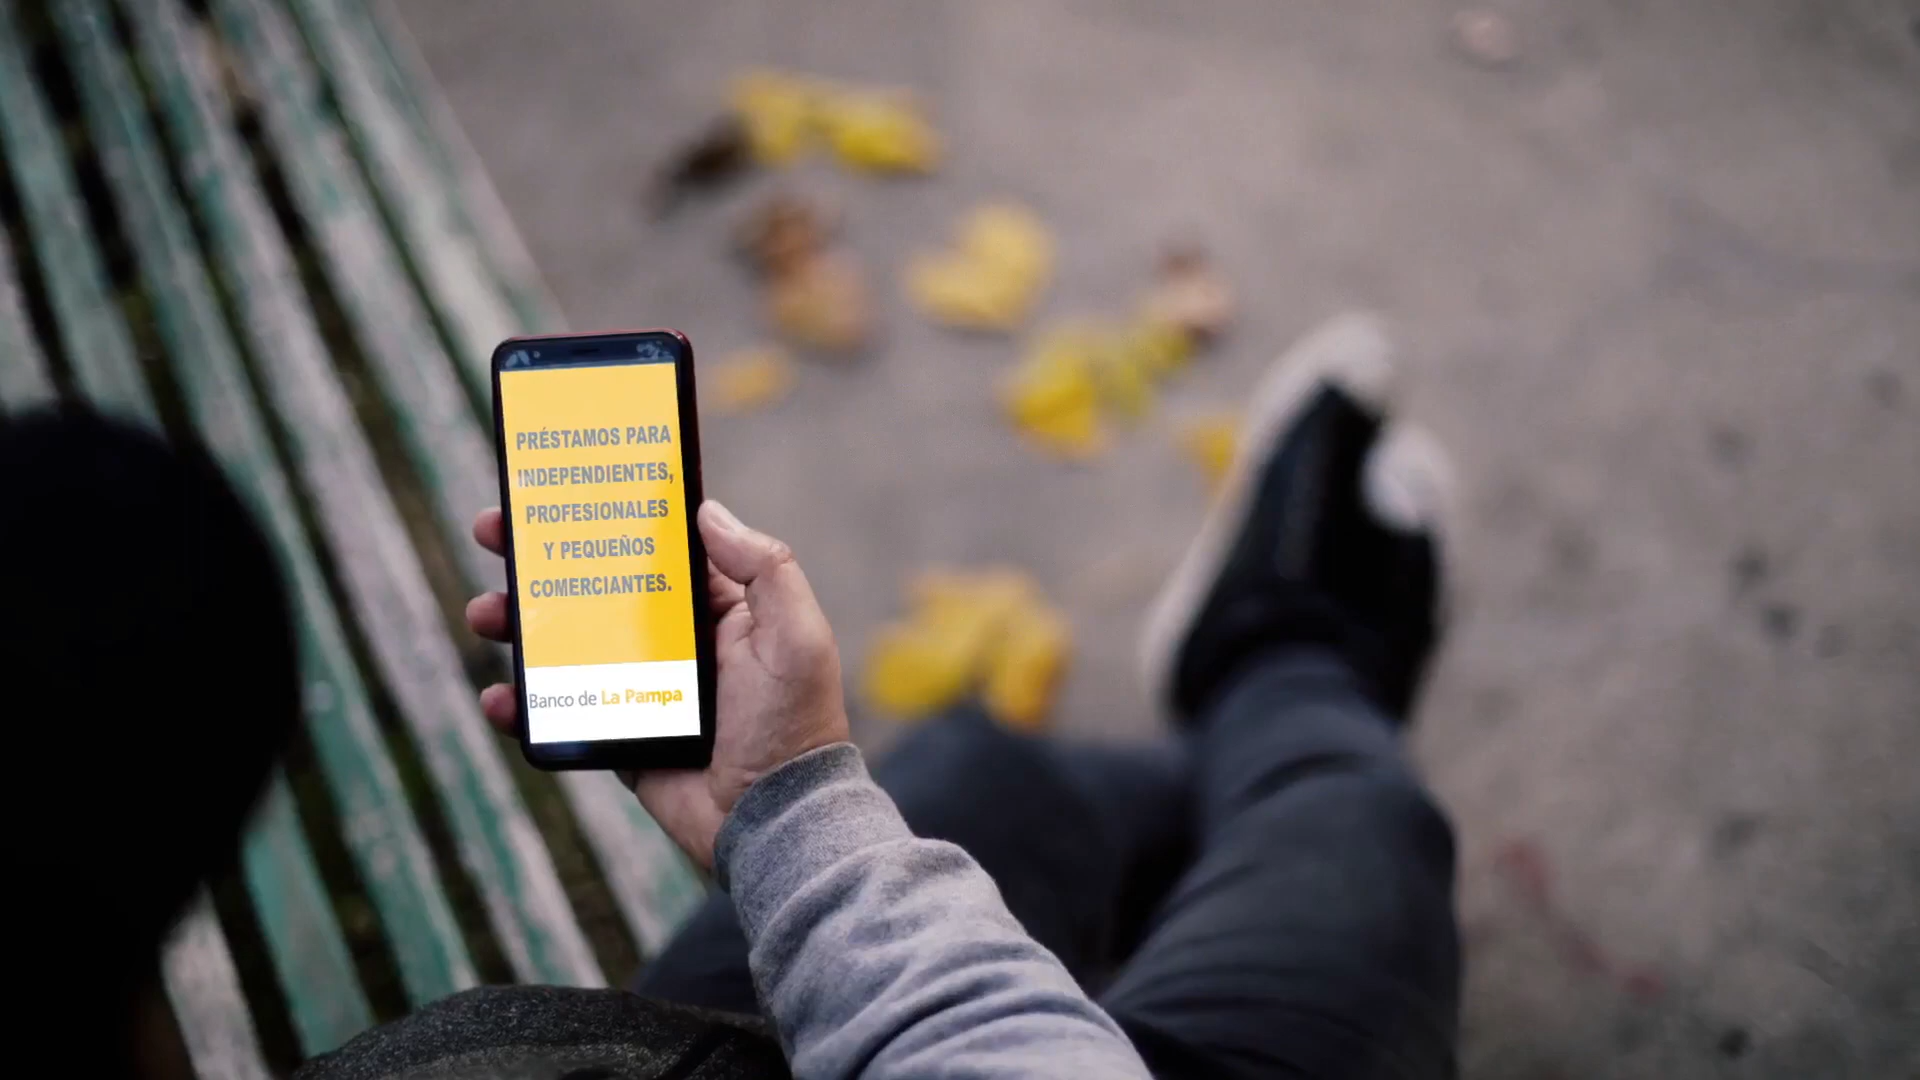 PRÉSTAMOS PARA
INDEPENDIENTES,
PROFESIONALES
Y PEQUEÑOS
COMERCIANTES.
Banco de La Pampa